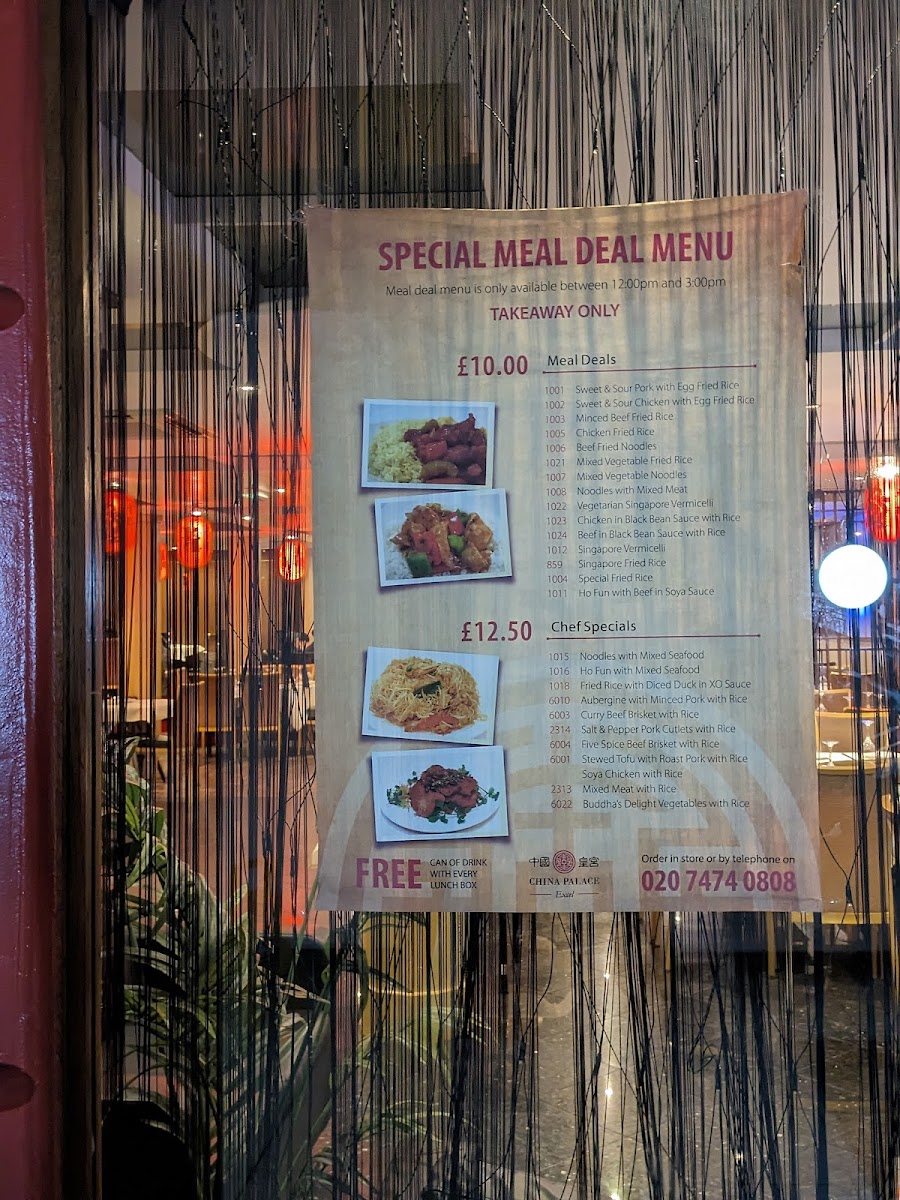 SPECIAL MEAL DEAL MENU
Meal deal menu is only available between 12:00pm and 3:00pm
TAKEAWAY ONLY
£10.00 Meal Deals
1001 Sweet & Sour Pork with Egg Fried Rice
1002 Sweet & Sour Chicken with Egg Fried Rice
1003 Minced Beef Fried Rice
1005 Chicken Fried Rice
1006 Beef Fried Noodles
1021 Mixed Vegetable Fried Rice
1007 Mixed Vegetable Noodles
1008 Noodles with Mixed Meat
1022 Vegetarian Singapore Vermicelli
1023 Chicken in Black Bean Sauce with Rice
1024 Beef in Black Bean Sauce with Rice
1012 Singapore Vermicelli
859 Singapore Fried Rice
1004 Special Fried Rice
1011 Ho Fun with Beef in Soya Sauce
£12.50 Chef Specials
1015 Noodles with Mixed Seafood
1016 Ho Fun with Mixed Seafood
1018 Fried Rice with Diced Duck in XO Sauce
6010 Aubergine with Minced Pork with Rice
6003 Curry Beef Brisket with Rice
2314 Salt & Pepper Pork Cutlets with Rice
6004 Five Spice Beef Brisket with Rice
6001 Stewed Tofu with Roast Pork with Rice
Soya Chicken with Rice
2313 Mixed Meat with Rice
6022 Buddha's Delight Vegetables with Rice
FREE CAN OF DRINK
WITH EVERY
LUNCH BOX
中國 皇宮
CHINA PALACE
Excel
Order in store or by telephone on
020 7474 0808